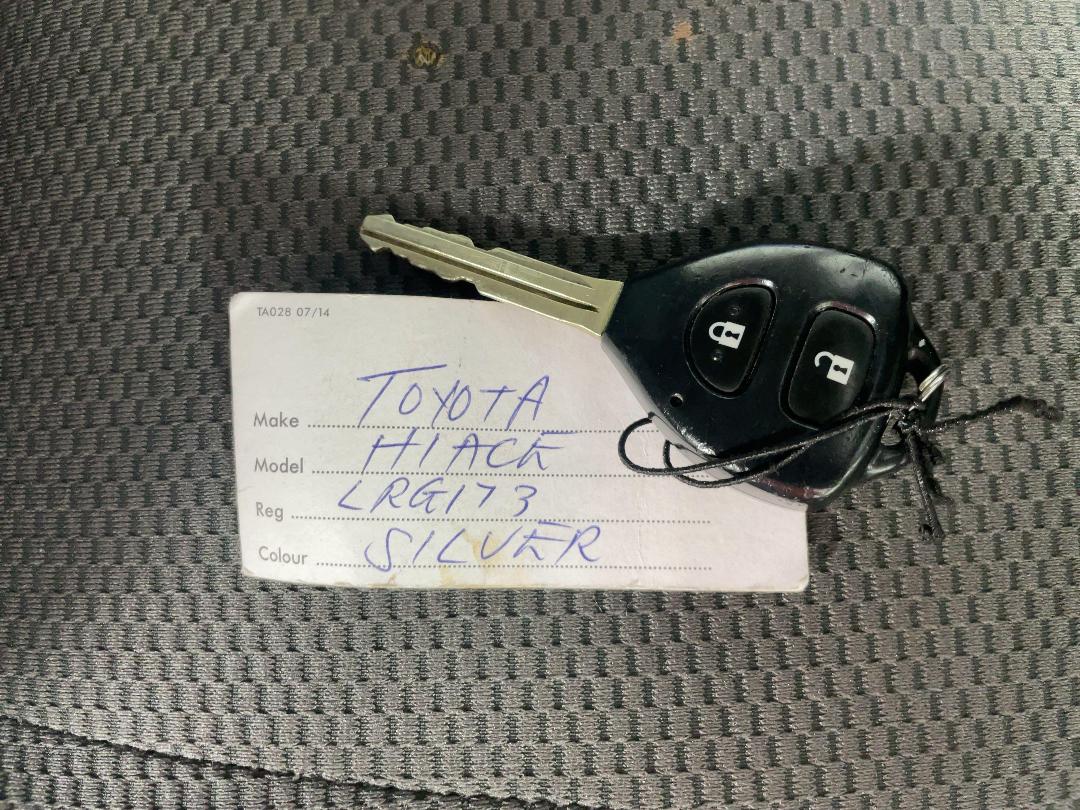 TA028 07/14
Make TOYOTA
Model HIACE
Reg LRG173
Colour SILVER